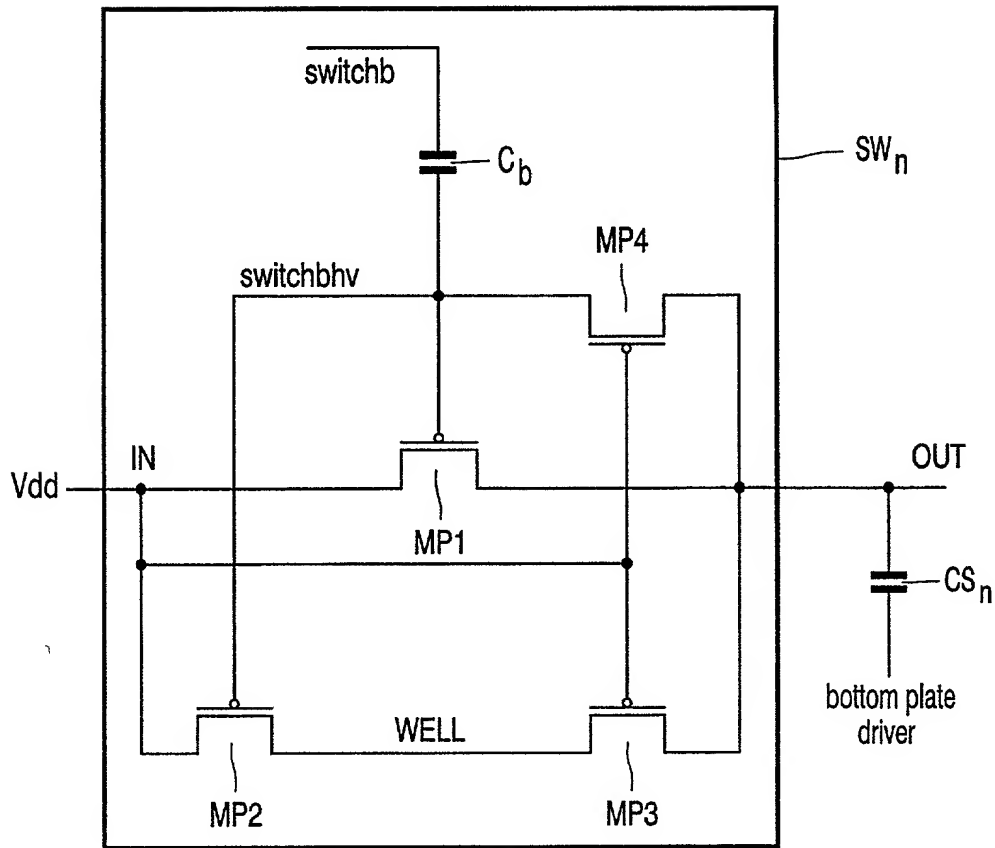 switchb
C_b
SW_n
MP4
switchbhv
IN
OUT
Vdd
MP1
CS_n
bottom plate
driver
WELL
MP2
MP3